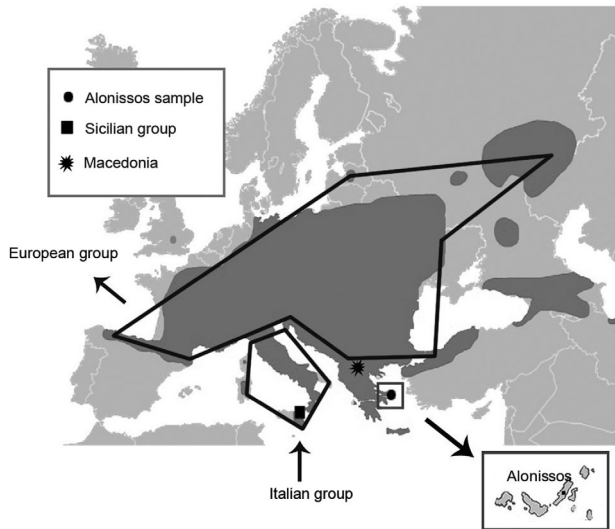 Alonissos sample
Sicilian group
Macedonia
European group
Alonissos
Italian group